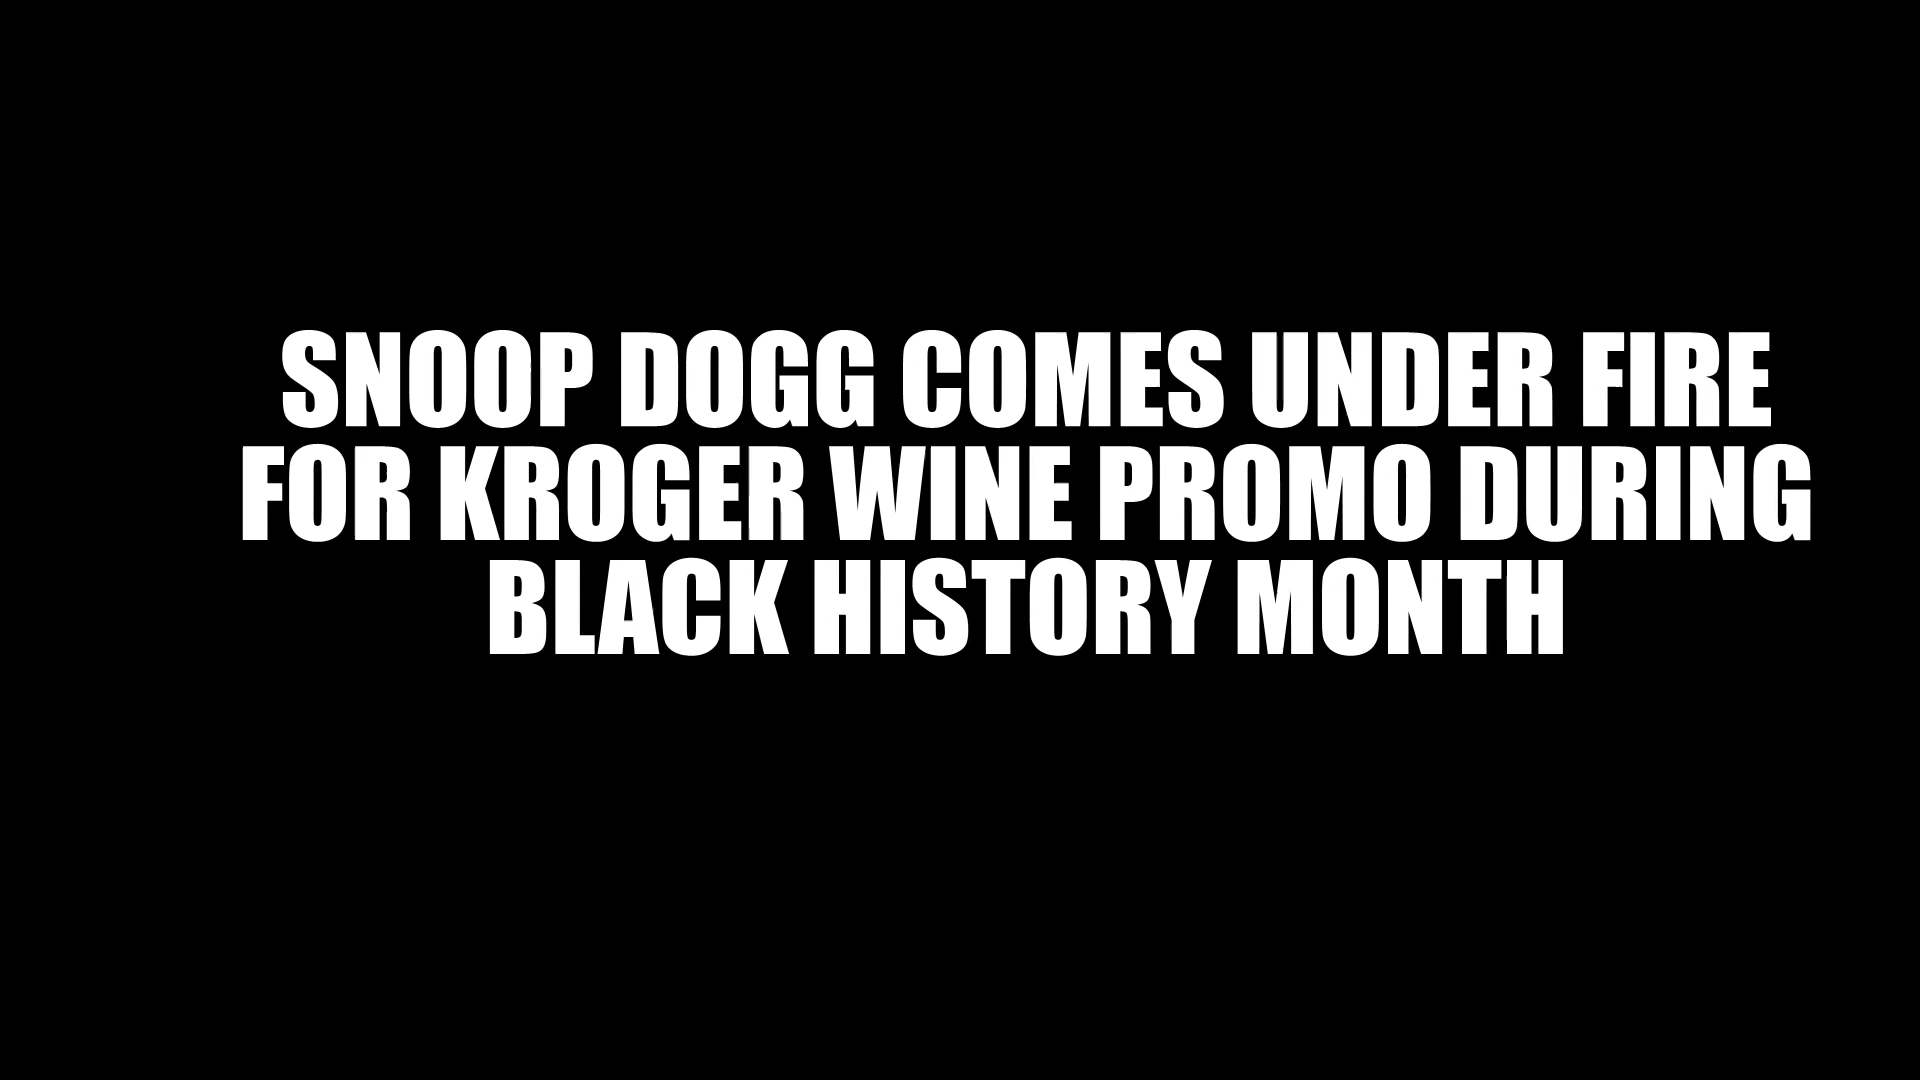 SNOOP DOGG COMES UNDER FIRE
FOR KROGER WINE PROMO DURING
BLACK HISTORY MONTH